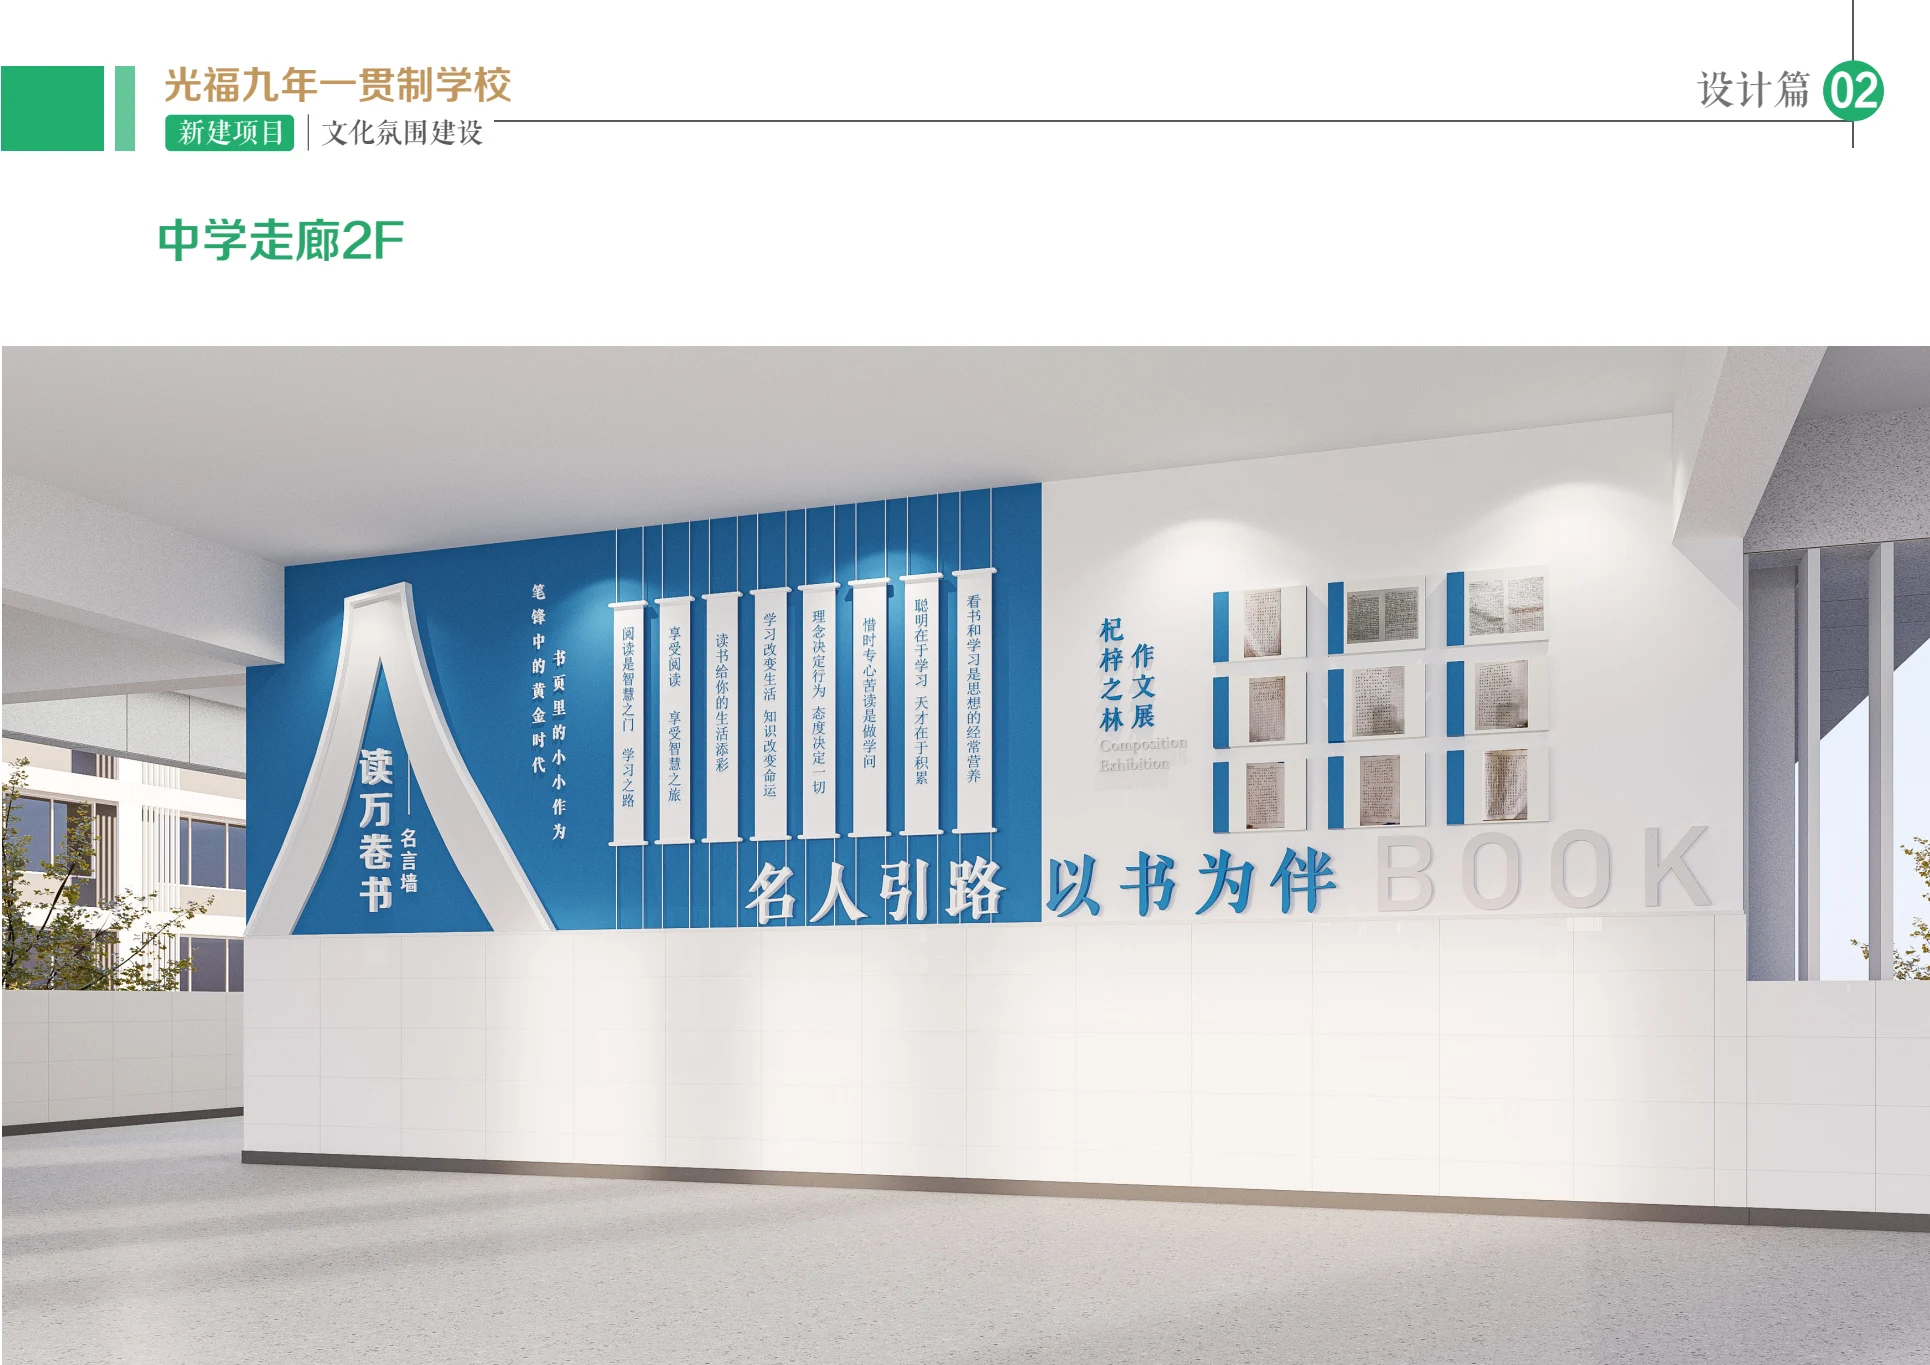 光福九年一贯制学校
新建项目
文化氛围建设
设计篇
02
中学走廊2F
读万卷书
名言墙
笔锋中的黄金时代
书页里的小小作为
阅读是智慧之门 学习之路
享受阅读 享受智慧之旅
读书给你的生活添彩
学习改变生活 知识改变命运
理念决定行为 态度决定一切
惜时专心苦读是做学问
聪明在于学习 天才在于积累
看书和学习是思想的经常营养
名人引路
以书为伴
BOOK
杞梓之林
作文展
Composition
Exhibition